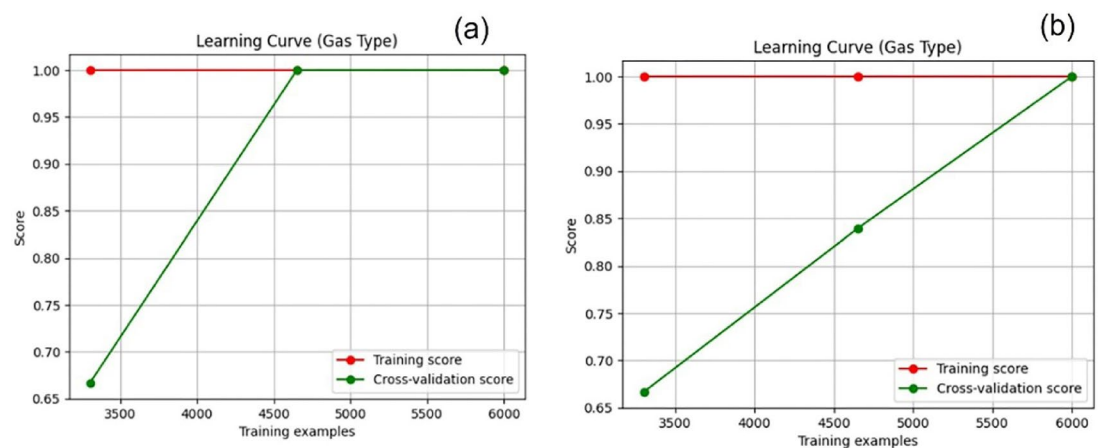 (a)
Learning Curve (Gas Type)
1.00
0.95
0.90
0.85
0.80
0.75
0.70
0.65
Score
Training score
Cross-validation score
3500 4000 4500 5000 5500 6000
Training examples
(b)
Learning Curve (Gas Type)
1.00
0.95
0.90
0.85
0.80
0.75
0.70
0.65
Score
Training score
Cross-validation score
3500 4000 4500 5000 5500 6000
Training examples